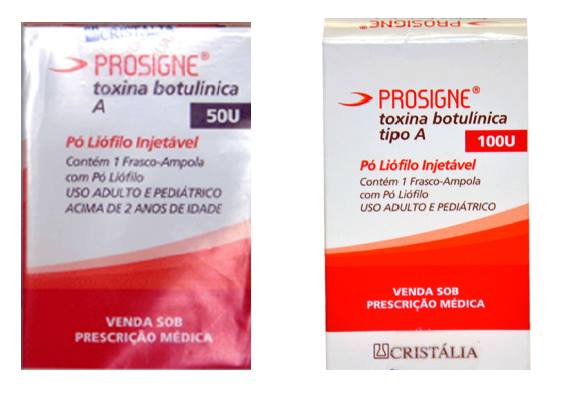 CRISTÁLIA
PROSIGNE®
toxina botulínica
A
50U
Pó Liófilo Injetável
Contém 1 Frasco-Ampola
com Pó Liófilo
USO ADULTO E PEDIÁTRICO
ACIMA DE 2 ANOS DE IDADE
VENDA SOB
PRESCRIÇÃO MÉDICA
PROSIGNE®
toxina botulínica
tipo A
100U
Pó Liófilo Injetável
Contém 1 Frasco-Ampola
com Pó Liófilo
USO ADULTO E PEDIÁTRICO
VENDA SOB
PRESCRIÇÃO MÉDICA
CRISTÁLIA